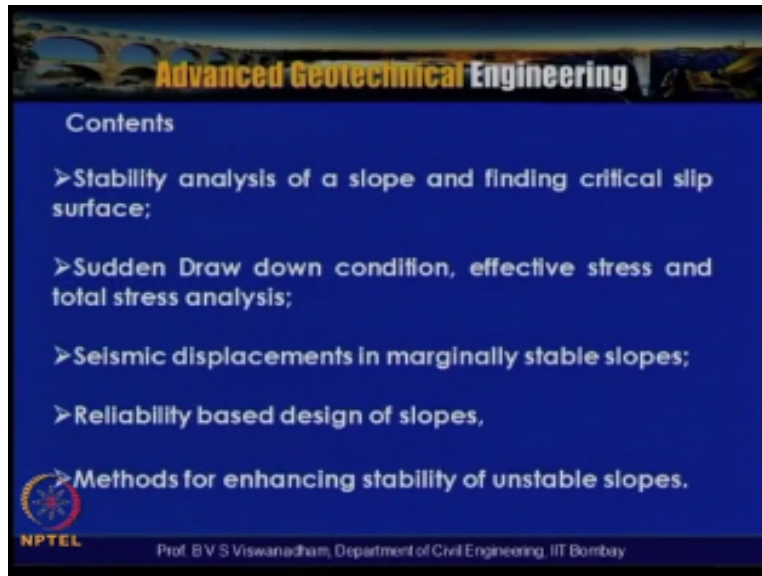 Advanced Geotechnical Engineering
Contents
➢Stability analysis of a slope and finding critical slip
surface;
➢Sudden Draw down condition, effective stress and
total stress analysis;
➢Seismic displacements in marginally stable slopes;
➢Reliability based design of slopes,
➢Methods for enhancing stability of unstable slopes.
NPTEL
Prof. B V S Viswanadham, Department of Civil Engineering, IIT Bombay